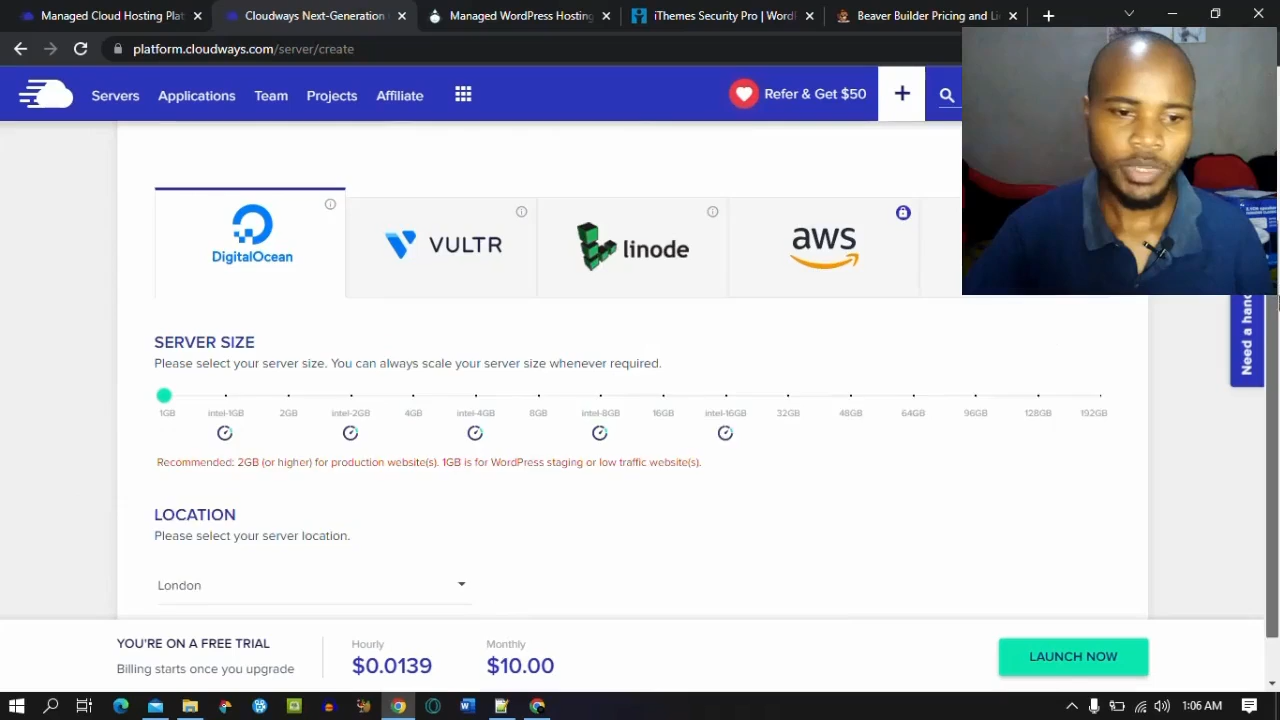 Managed Cloud Hosting Plat
Cloudways Next-Generation
Managed WordPress Hosting
iThemes Security Pro | WordP
Beaver Builder Pricing and Li
platform.cloudways.com/server/create
Servers
Applications
Team
Projects
Affiliate
Refer & Get $50
DigitalOcean
VULTR
linode
aws
Need a hand
SERVER SIZE
Please select your server size. You can always scale your server size whenever required.
1GB intel-1GB 2GB intel-2GB 4GB intel-4GB 8GB intel-8GB 16GB intel-16GB 32GB 48GB 64GB 96GB 128GB 192GB
Recommended: 2GB (or higher) for production website(s). 1GB is for WordPress staging or low traffic website(s).
LOCATION
Please select your server location.
London
YOU'RE ON A FREE TRIAL
Billing starts once you upgrade
Hourly
$0.0139
Monthly
$10.00
LAUNCH NOW
1:06 AM